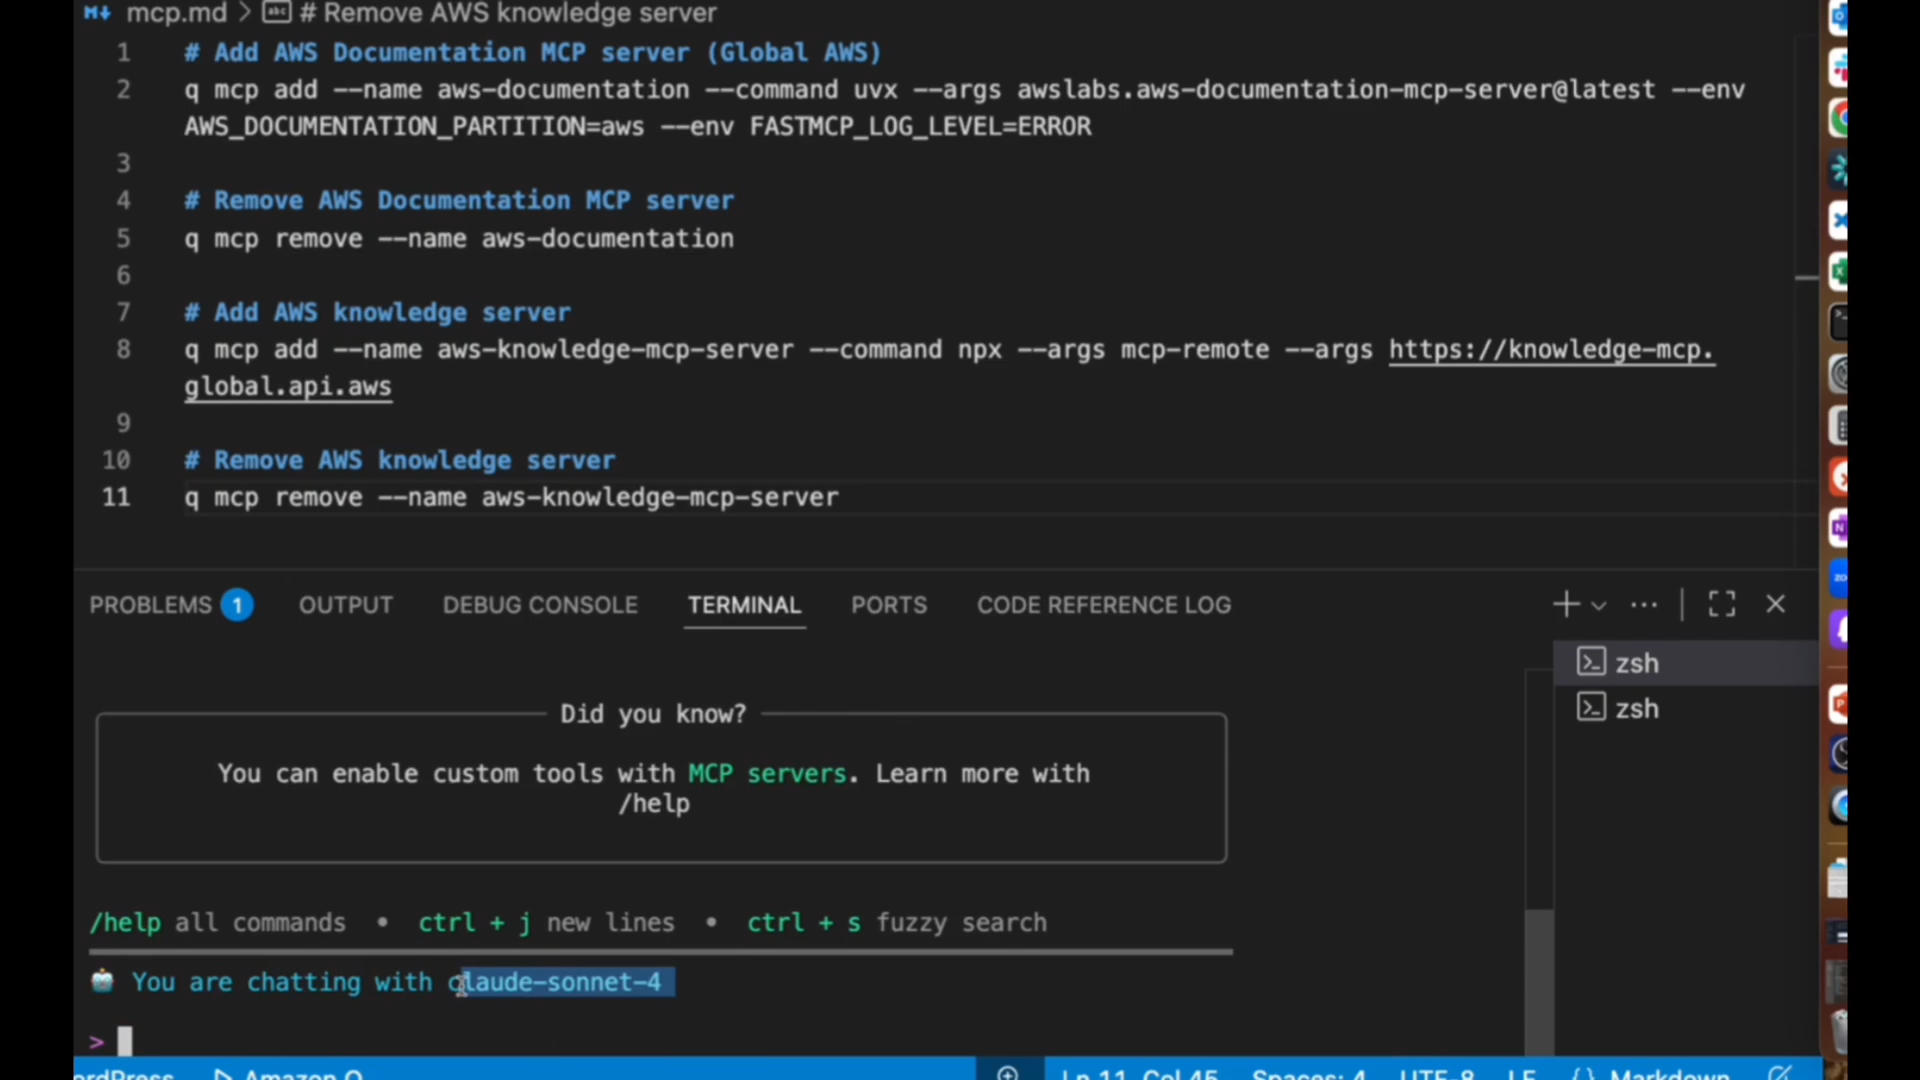 mcp.md > # Remove AWS knowledge server
1 # Add AWS Documentation MCP server (Global AWS)
2 q mcp add --name aws-documentation --command uvx --args awslabs.aws-documentation-mcp-server@latest --env
AWS_DOCUMENTATION_PARTITION=aws --env FASTMCP_LOG_LEVEL=ERROR
3
4 # Remove AWS Documentation MCP server
5 q mcp remove --name aws-documentation
6
7 # Add AWS knowledge server
8 q mcp add --name aws-knowledge-mcp-server --command npx --args mcp-remote --args https://knowledge-mcp.
global.api.aws
9
10 # Remove AWS knowledge server
11 q mcp remove --name aws-knowledge-mcp-server
PROBLEMS 1 OUTPUT DEBUG CONSOLE TERMINAL PORTS CODE REFERENCE LOG
zsh
zsh
Did you know?
You can enable custom tools with MCP servers. Learn more with
/help
/help all commands • ctrl + j new lines • ctrl + s fuzzy search
You are chatting with claude-sonnet-4
>
ordPress Amazon Q Ln 11, Col 45 Spaces: 4 UTF-8 LF {} Markdown